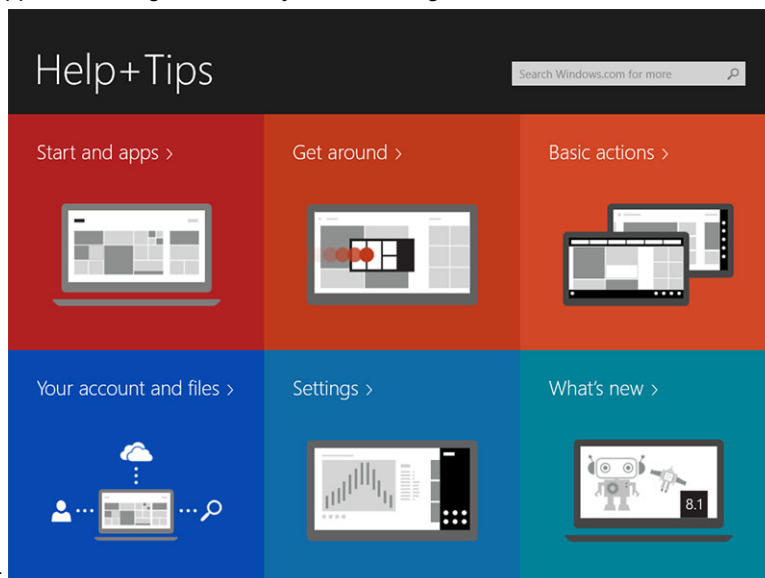 Help+Tips
Search Windows.com for more
Start and apps >
Get around >
Basic actions >
Your account and files >
Settings >
What's new >
8.1